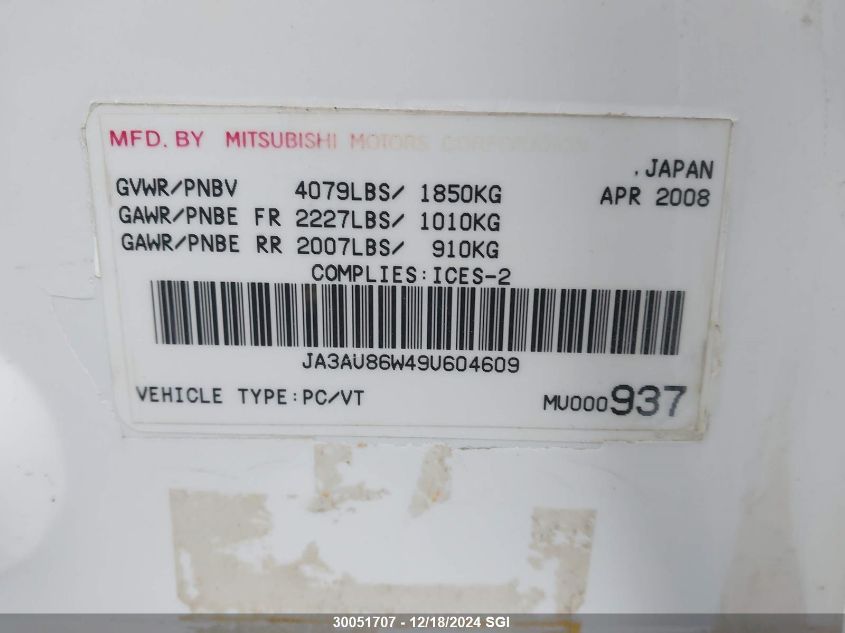 MFD. BY MITSUBISHI MOTORS CORPORATION
, JAPAN
GVWR/PNBV 4079LBS/ 1850KG APR 2008
GAWR/PNBE FR 2227LBS/ 1010KG
GAWR/PNBE RR 2007LBS/ 910KG
COMPLIES:ICES-2
JA3AU86W49U604609
VEHICLE TYPE:PC/VT MU000937
30051707 - 12/18/2024 SGI